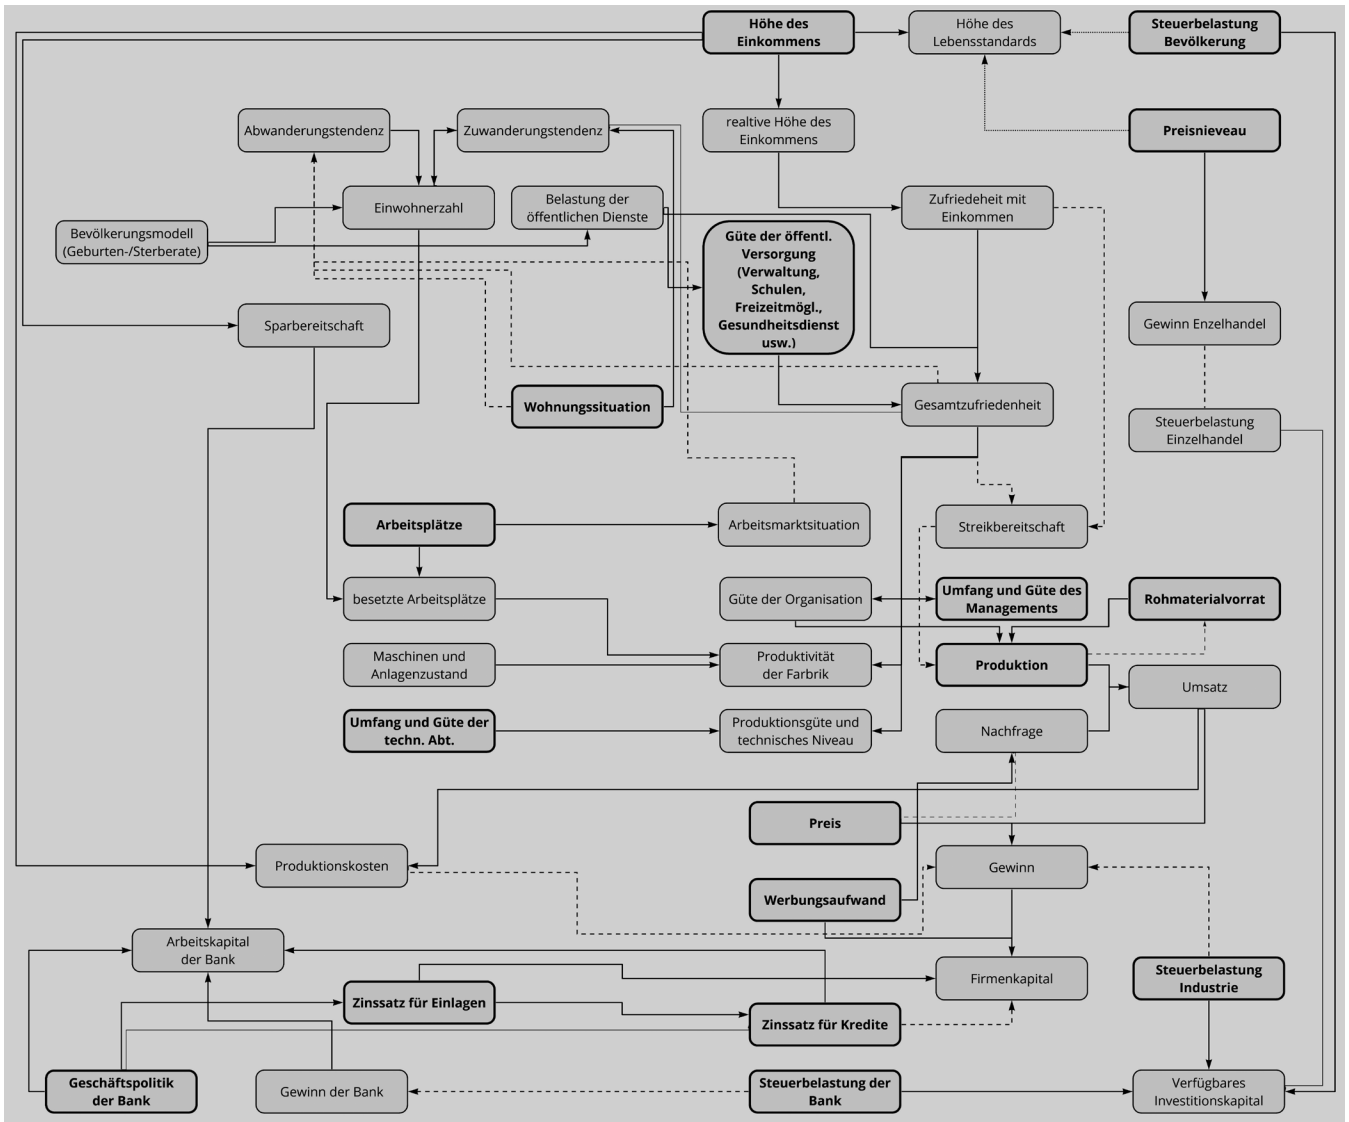 Höhe des
Einkommens
Höhe des
Lebensstandards
Steuerbelastung
Bevölkerung
Abwanderungstendenz
Zuwanderungstendenz
realtive Höhe des
Einkommens
Preisnieveau
Einwohnerzahl
Belastung der
öffentlichen Dienste
Zufriedeheit mit
Einkommen
Bevölkerungsmodell
(Geburten-/Sterberate)
Güte der öffentl.
Versorgung
(Verwaltung,
Schulen,
Freizeitmögl.,
Gesundheitsdienst
usw.)
Sparbereitschaft
Gewinn Enzelhandel
Wohnungssituation
Gesamtzufriedenheit
Steuerbelastung
Einzelhandel
Arbeitsplätze
Arbeitsmarktsituation
Streikbereitschaft
besetzte Arbeitsplätze
Güte der Organisation
Umfang und Güte des
Managements
Rohmaterialvorrat
Maschinen und
Anlagenzustand
Produktivität
der Farbrik
Produktion
Umsatz
Umfang und Güte der
techn. Abt.
Produktionsgüte und
technisches Niveau
Nachfrage
Preis
Produktionskosten
Gewinn
Werbungsaufwand
Arbeitskapital
der Bank
Firmenkapital
Steuerbelastung
Industrie
Zinssatz für Einlagen
Zinssatz für Kredite
Geschäftspolitik
der Bank
Gewinn der Bank
Steuerbelastung der
Bank
Verfügbares
Investitionskapital